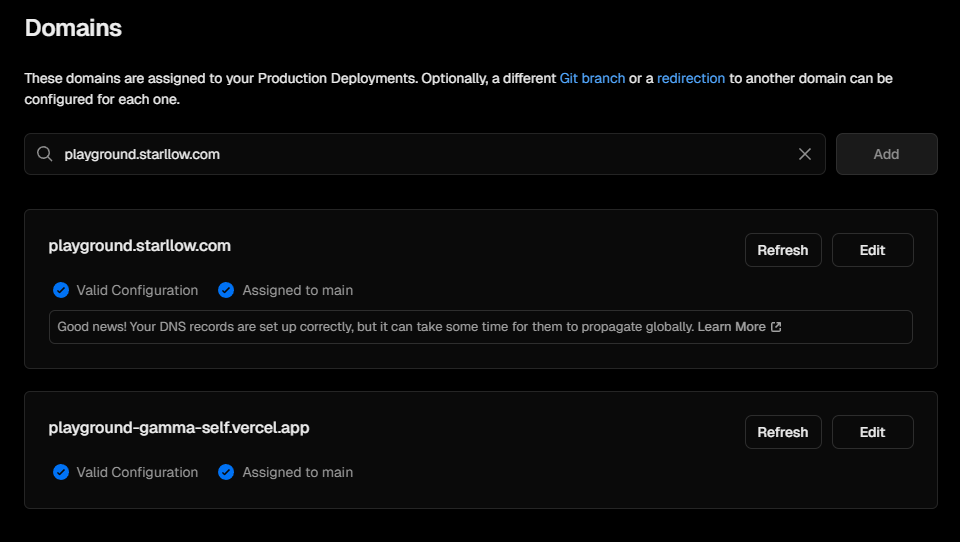 Domains
These domains are assigned to your Production Deployments. Optionally, a different Git branch or a redirection to another domain can be
configured for each one.
playground.starllow.com
Add
playground.starllow.com
Refresh
Edit
Valid Configuration
Assigned to main
Good news! Your DNS records are set up correctly, but it can take some time for them to propagate globally. Learn More
playground-gamma-self.vercel.app
Refresh
Edit
Valid Configuration
Assigned to main